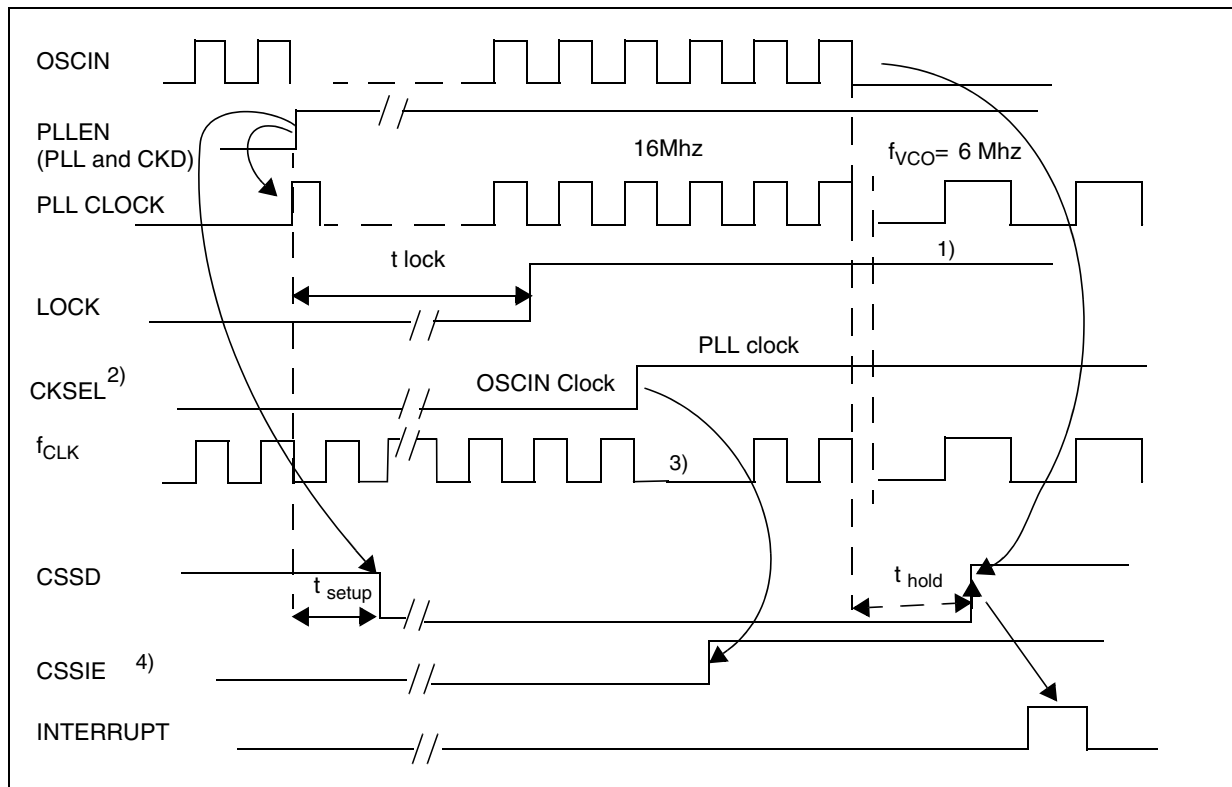 OSCIN
PLLEN
(PLL and CKD)
16Mhz
fVCO= 6 Mhz
PLL CLOCK
t lock
1)
LOCK
PLL clock
CKSEL2)
OSCIN Clock
fCLK
3)
CSSD
t setup
t hold
CSSIE 4)
INTERRUPT